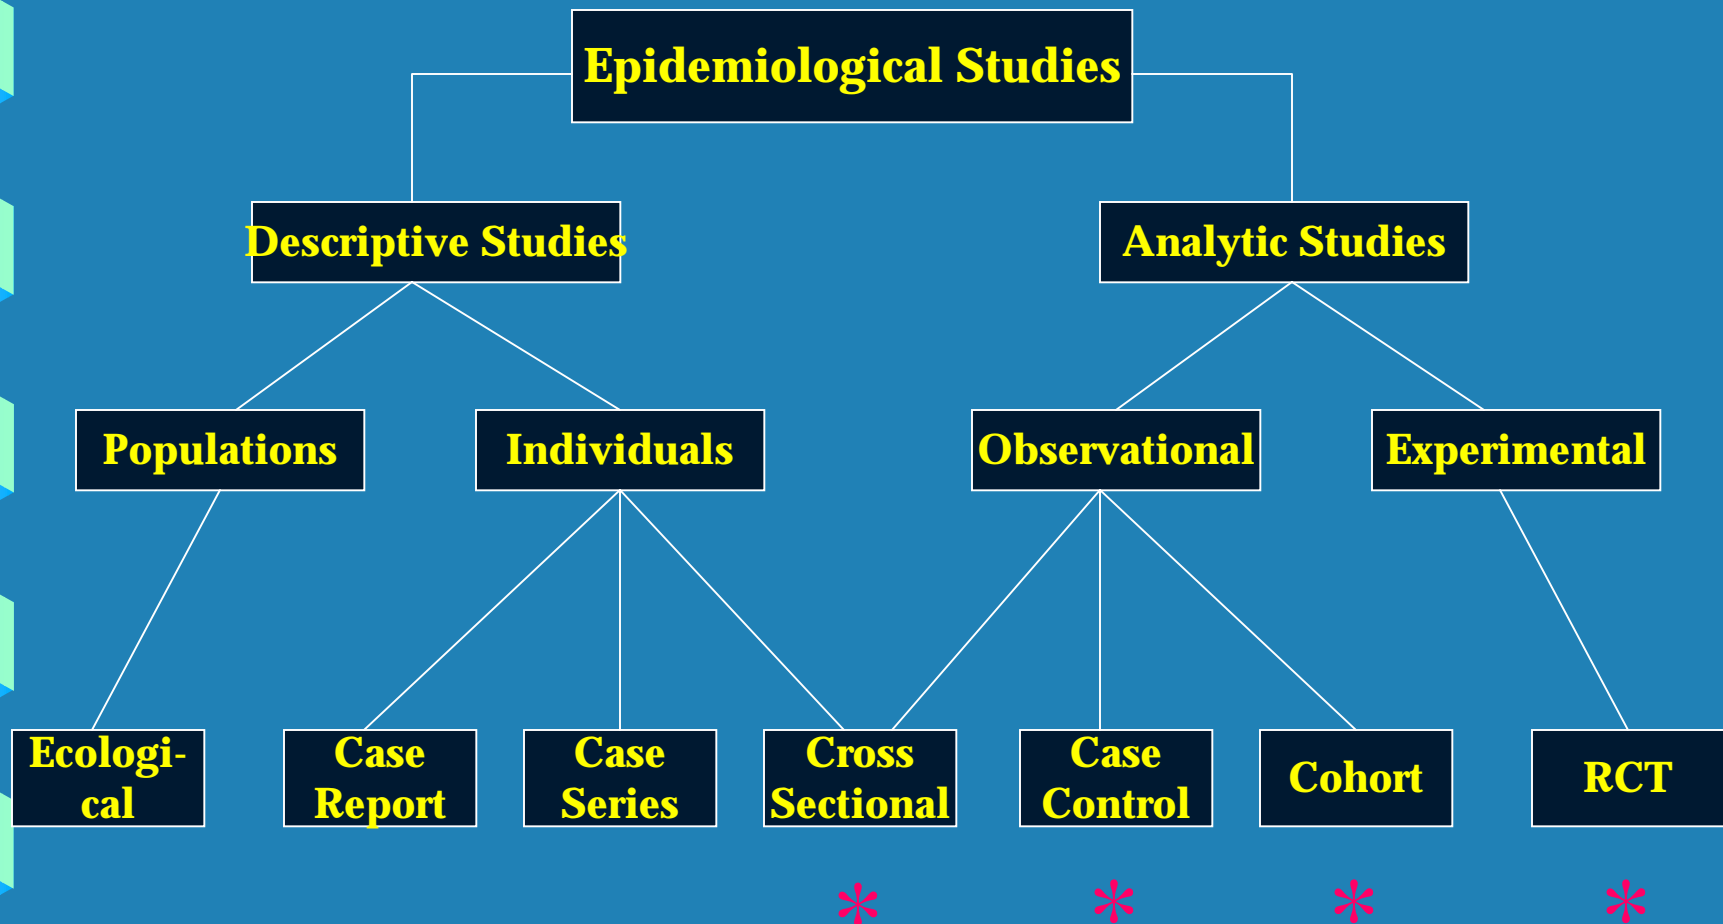 Epidemiological Studies
Descriptive Studies
Analytic Studies
Populations
Individuals
Observational
Experimental
Ecologi-
cal
Case
Report
Case
Series
Cross
Sectional
Case
Control
Cohort
RCT
* * * *